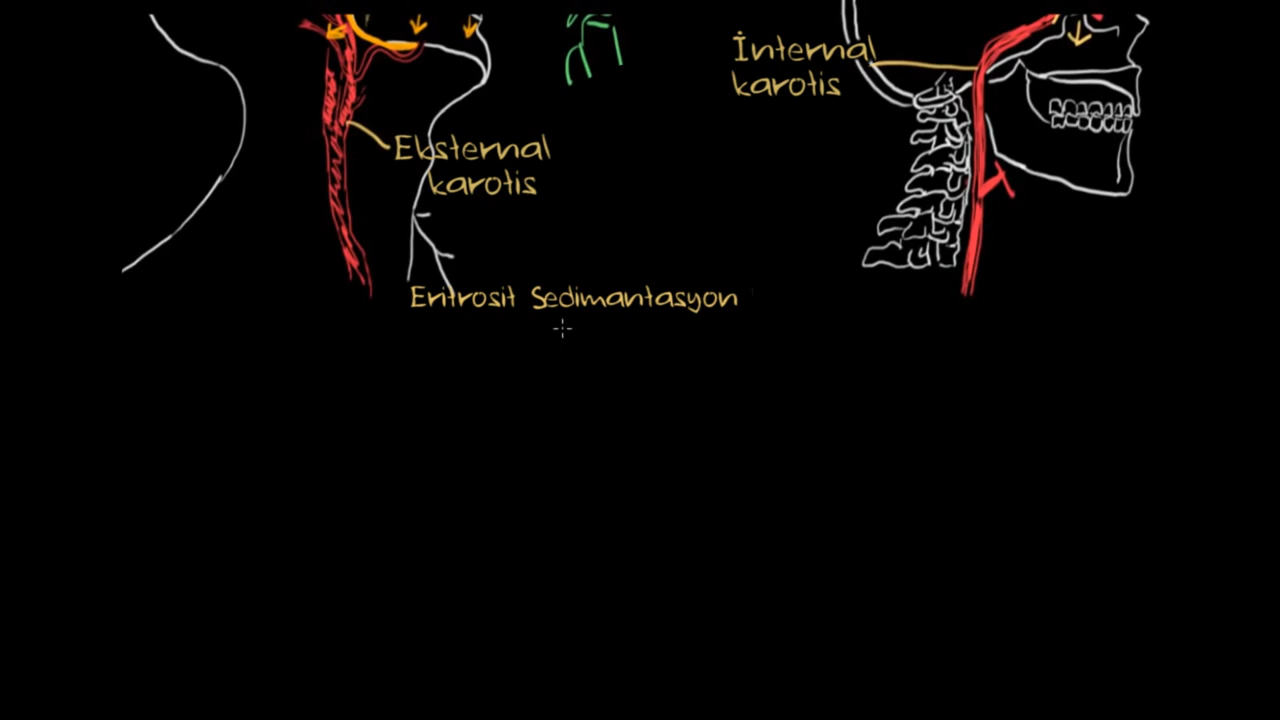 İnternal
karotis
Eksternal
karotis
Eritrosit Sedimantasyon